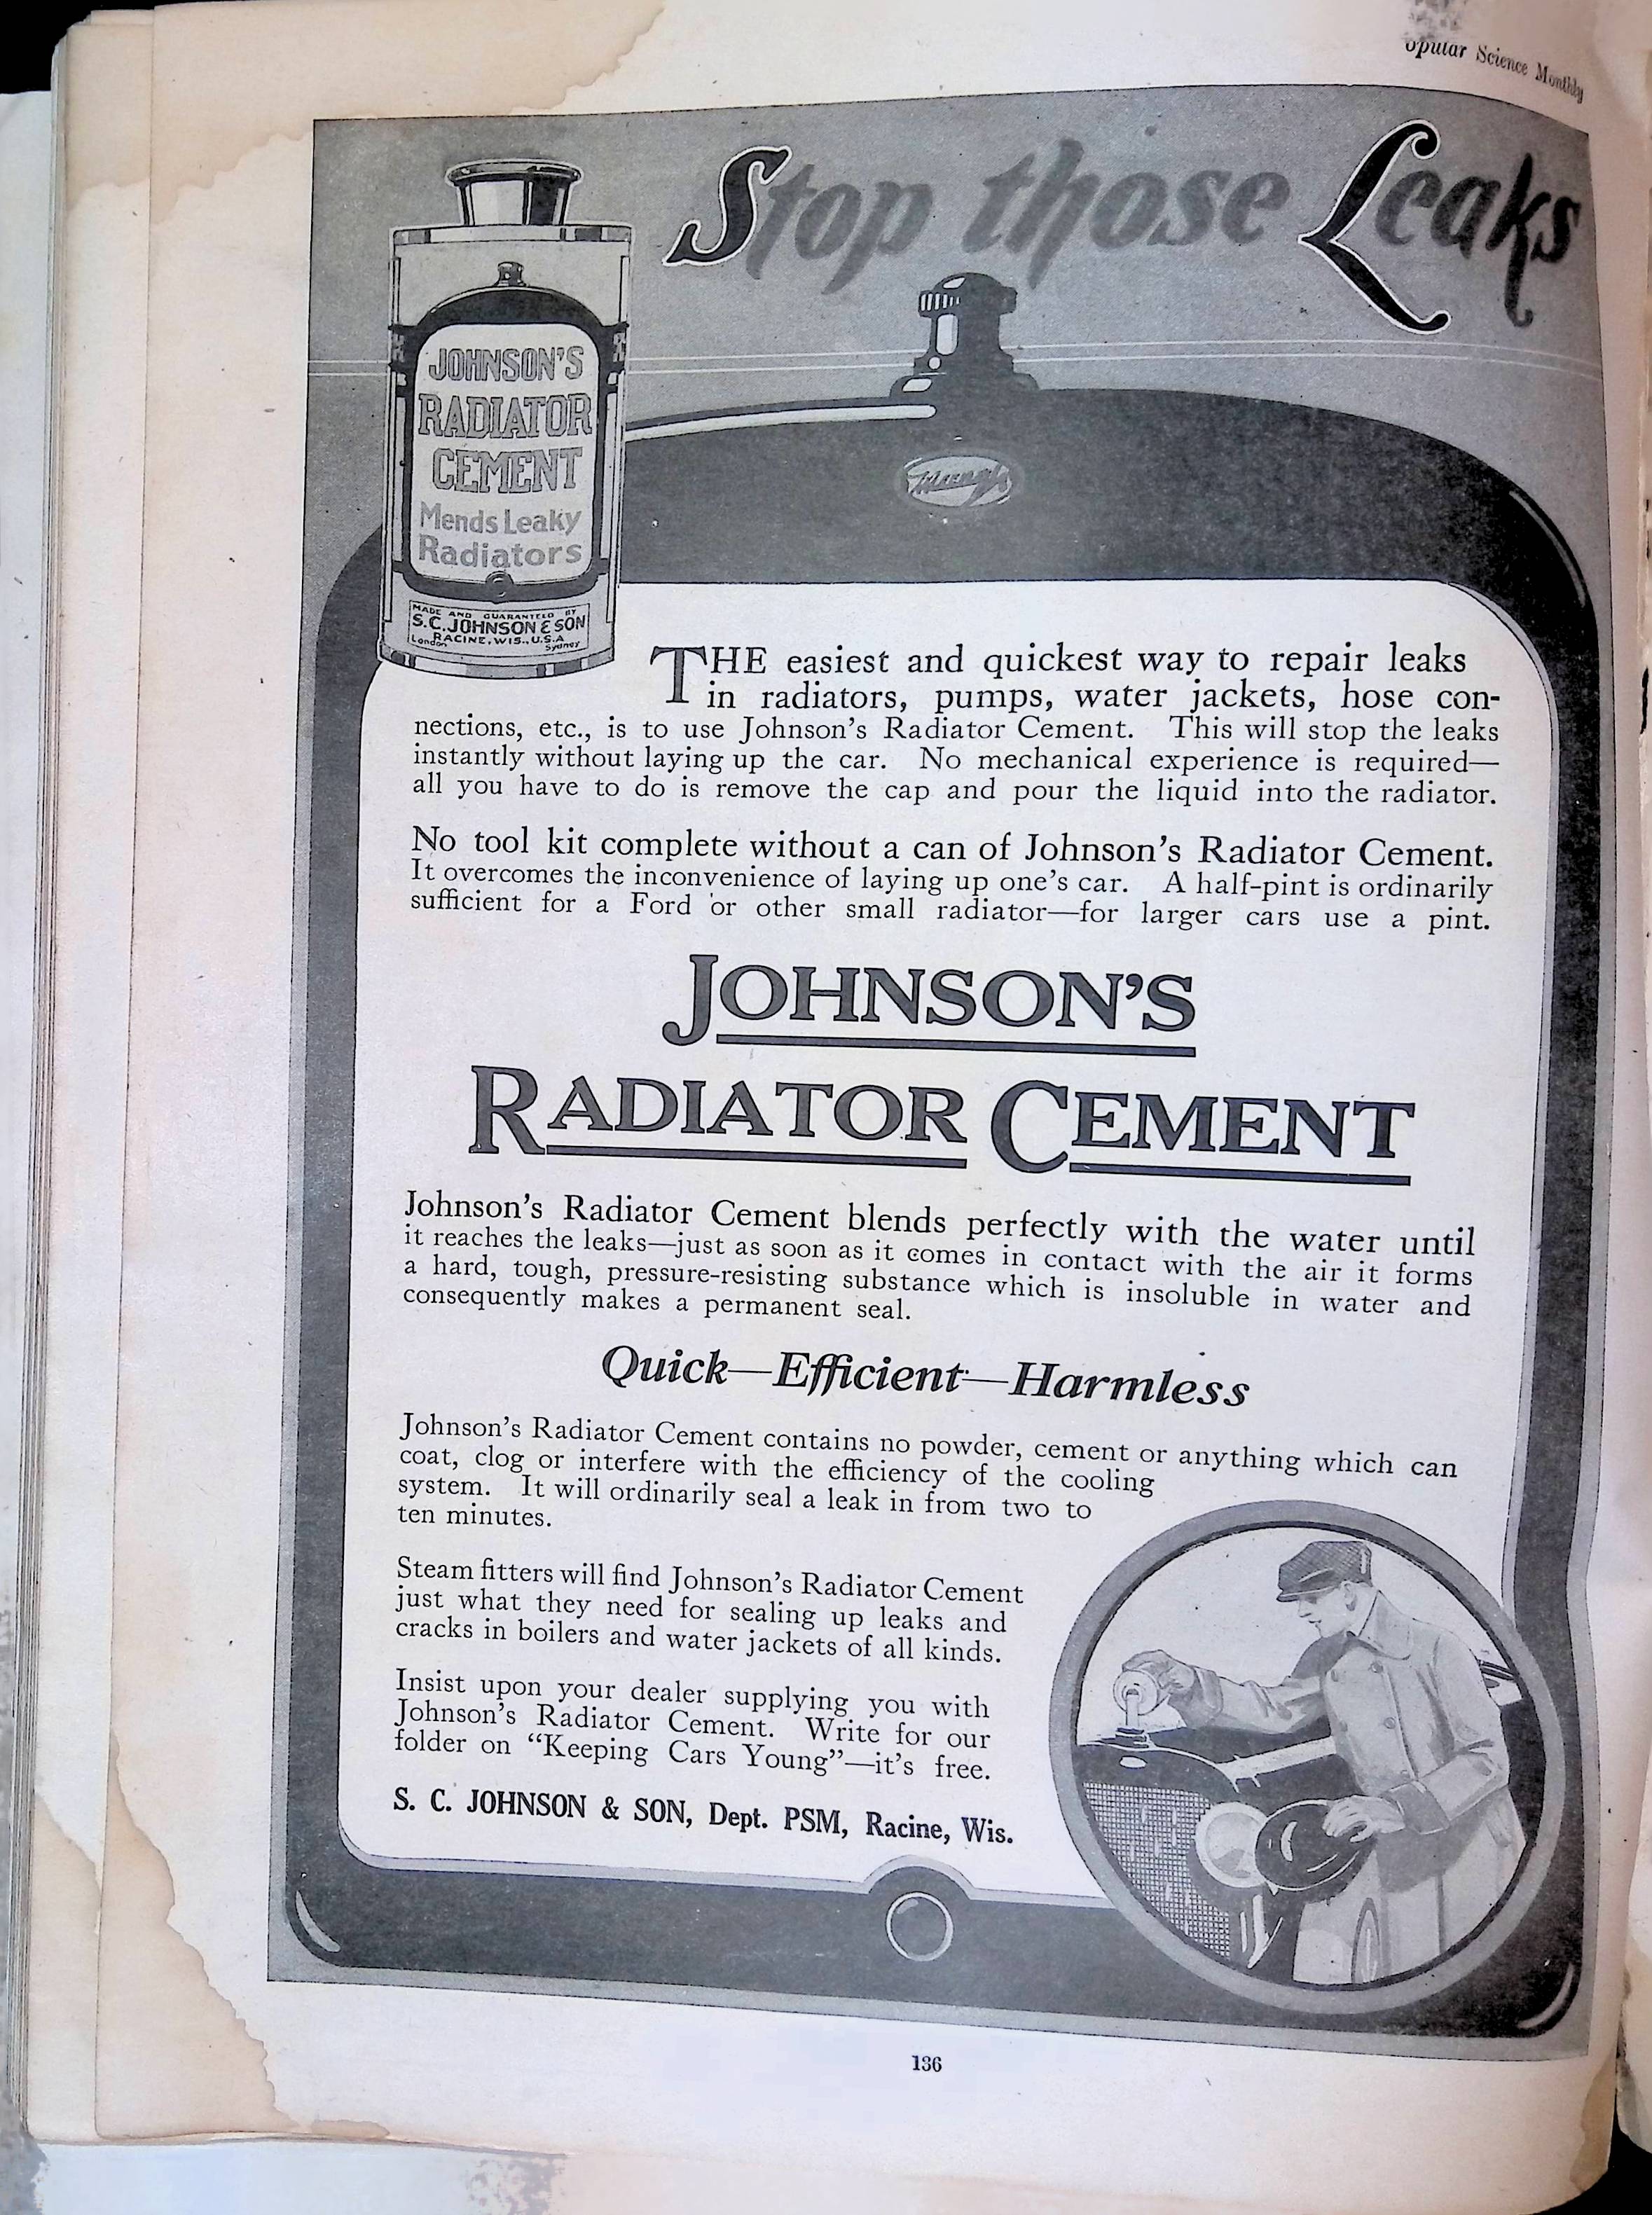 Science Monthly
Stop those Leaks
JOHNSON'S
RADIATOR
CEMENT
Mends Leaky
Radiators
MADE AND GUARANTEED BY
S.C. JOHNSON & SON
RACINE, WIS., U.S.A
London Sydney
THE easiest and quickest way to repair leaks
in radiators, pumps, water jackets, hose con-
nections, etc., is to use Johnson's Radiator Cement. This will stop the leaks
instantly without laying up the car. No mechanical experience is required—
all you have to do is remove the cap and pour the liquid into the radiator.
No tool kit complete without a can of Johnson's Radiator Cement.
It overcomes the inconvenience of laying up one's car. A half-pint is ordinarily
sufficient for a Ford or other small radiator—for larger cars use a pint.
JOHNSON'S
RADIATOR CEMENT
Johnson's Radiator Cement blends perfectly with the water until
it reaches the leaks—just as soon as it comes in contact with the air it forms
a hard, tough, pressure-resisting substance which is insoluble in water and
consequently makes a permanent seal.
Quick—Efficient—Harmless
Johnson's Radiator Cement contains no powder, cement or anything which can
coat, clog or interfere with the efficiency of the cooling
system. It will ordinarily seal a leak in from two to
ten minutes.
Steam fitters will find Johnson's Radiator Cement
just what they need for sealing up leaks and
cracks in boilers and water jackets of all kinds.
Insist upon your dealer supplying you with
Johnson's Radiator Cement. Write for our
folder on "Keeping Cars Young"—it's free.
S. C. JOHNSON & SON, Dept. PSM, Racine, Wis.
136